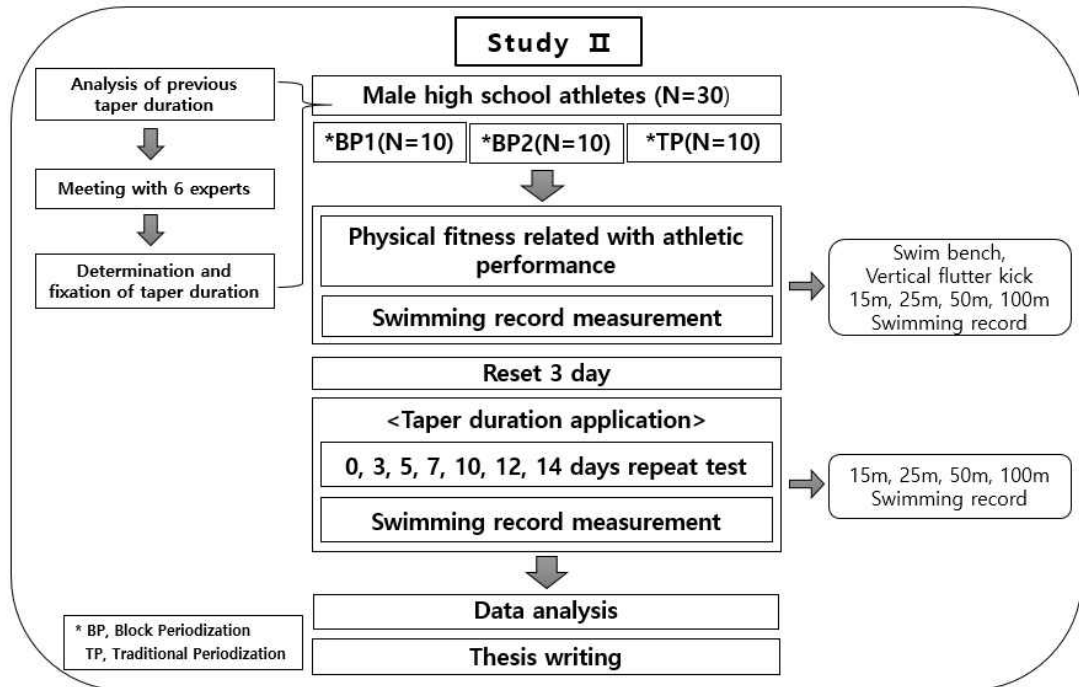 Study Ⅱ
Analysis of previous
taper duration
Meeting with 6 experts
Determination and
fixation of taper duration
Male high school athletes (N=30)
*BP1(N=10)
*BP2(N=10)
*TP(N=10)
Physical fitness related with athletic
performance
Swimming record measurement
Swim bench,
Vertical flutter kick
15m, 25m, 50m, 100m
Swimming record
Reset 3 day
<Taper duration application>
0, 3, 5, 7, 10, 12, 14 days repeat test
Swimming record measurement
15m, 25m, 50m, 100m
Swimming record
Data analysis
Thesis writing
* BP, Block Periodization
TP, Traditional Periodization